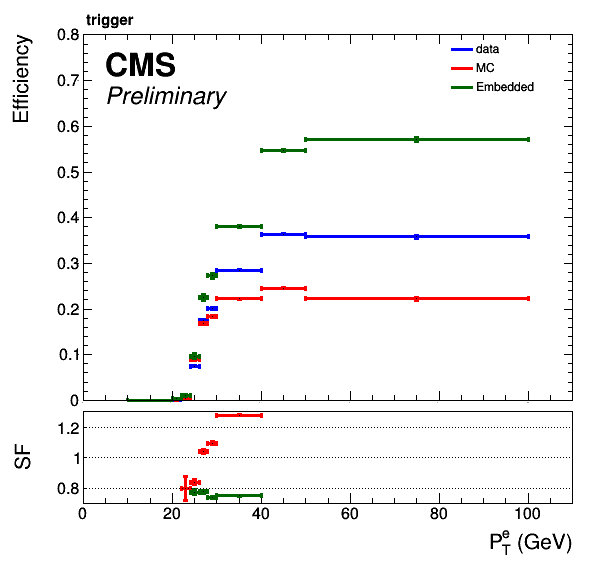 trigger
CMS
Preliminary
data
MC
Embedded
Efficiency
0.8
0.7
0.6
0.5
0.4
0.3
0.2
0.1
0
SF
1.2
1
0.8
0 20 40 60 80 100
P_T^e (GeV)